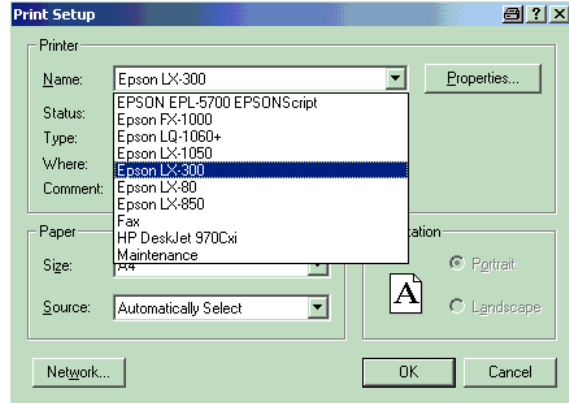 Print Setup
Printer
Name:
Epson LX-300
Properties...
EPSON EPL-5700 EPSONScript
Status:
Epson FX-1000
Type:
Epson LQ-1060+
Epson LX-1050
Where:
Epson LX-300
Comment:
Epson LX-80
Epson LX-850
Fax
Paper
HP DeskJet 970Cxi
Maintenance
Size:
A4
Portrait
Source:
Automatically Select
A
Landscape
Network...
OK
Cancel